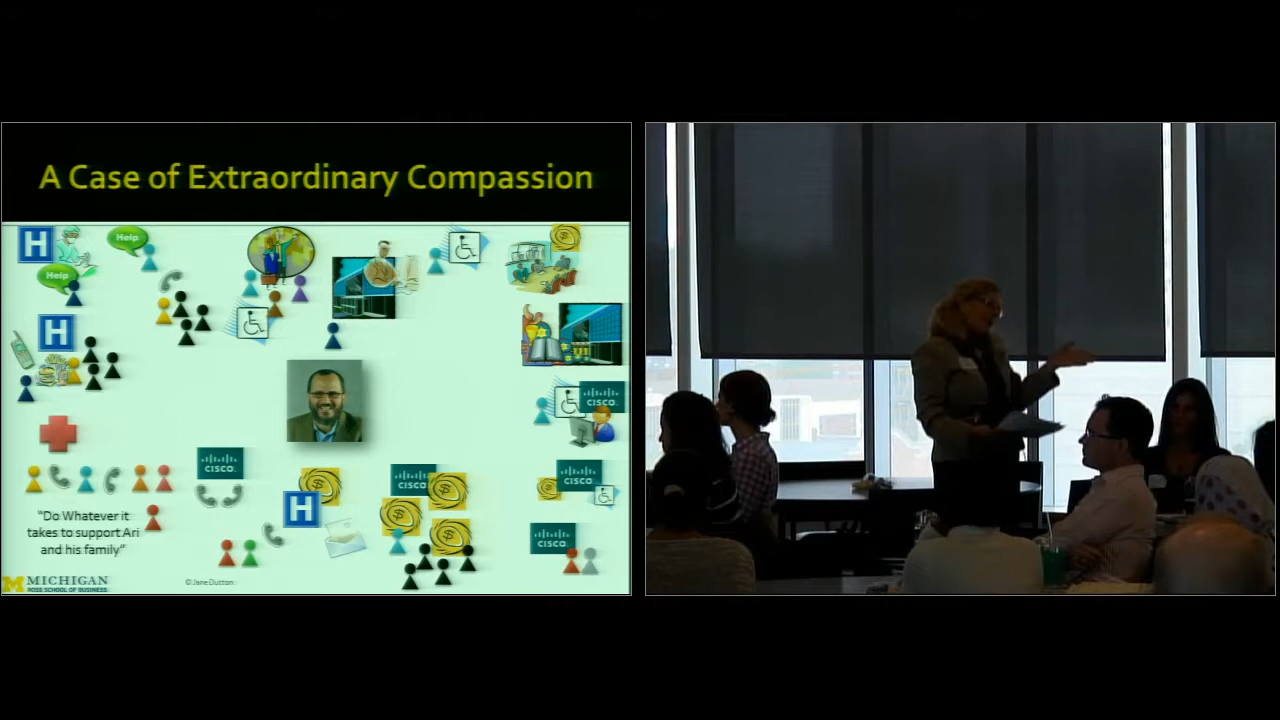 A Case of Extraordinary Compassion
H
Help
Help
H
CISCO
CISCO
CISCO
CISCO
CISCO
H
"Do Whatever it
takes to support Ari
and his family"
M MICHIGAN
ROSS SCHOOL OF BUSINESS
© Jane Dutton